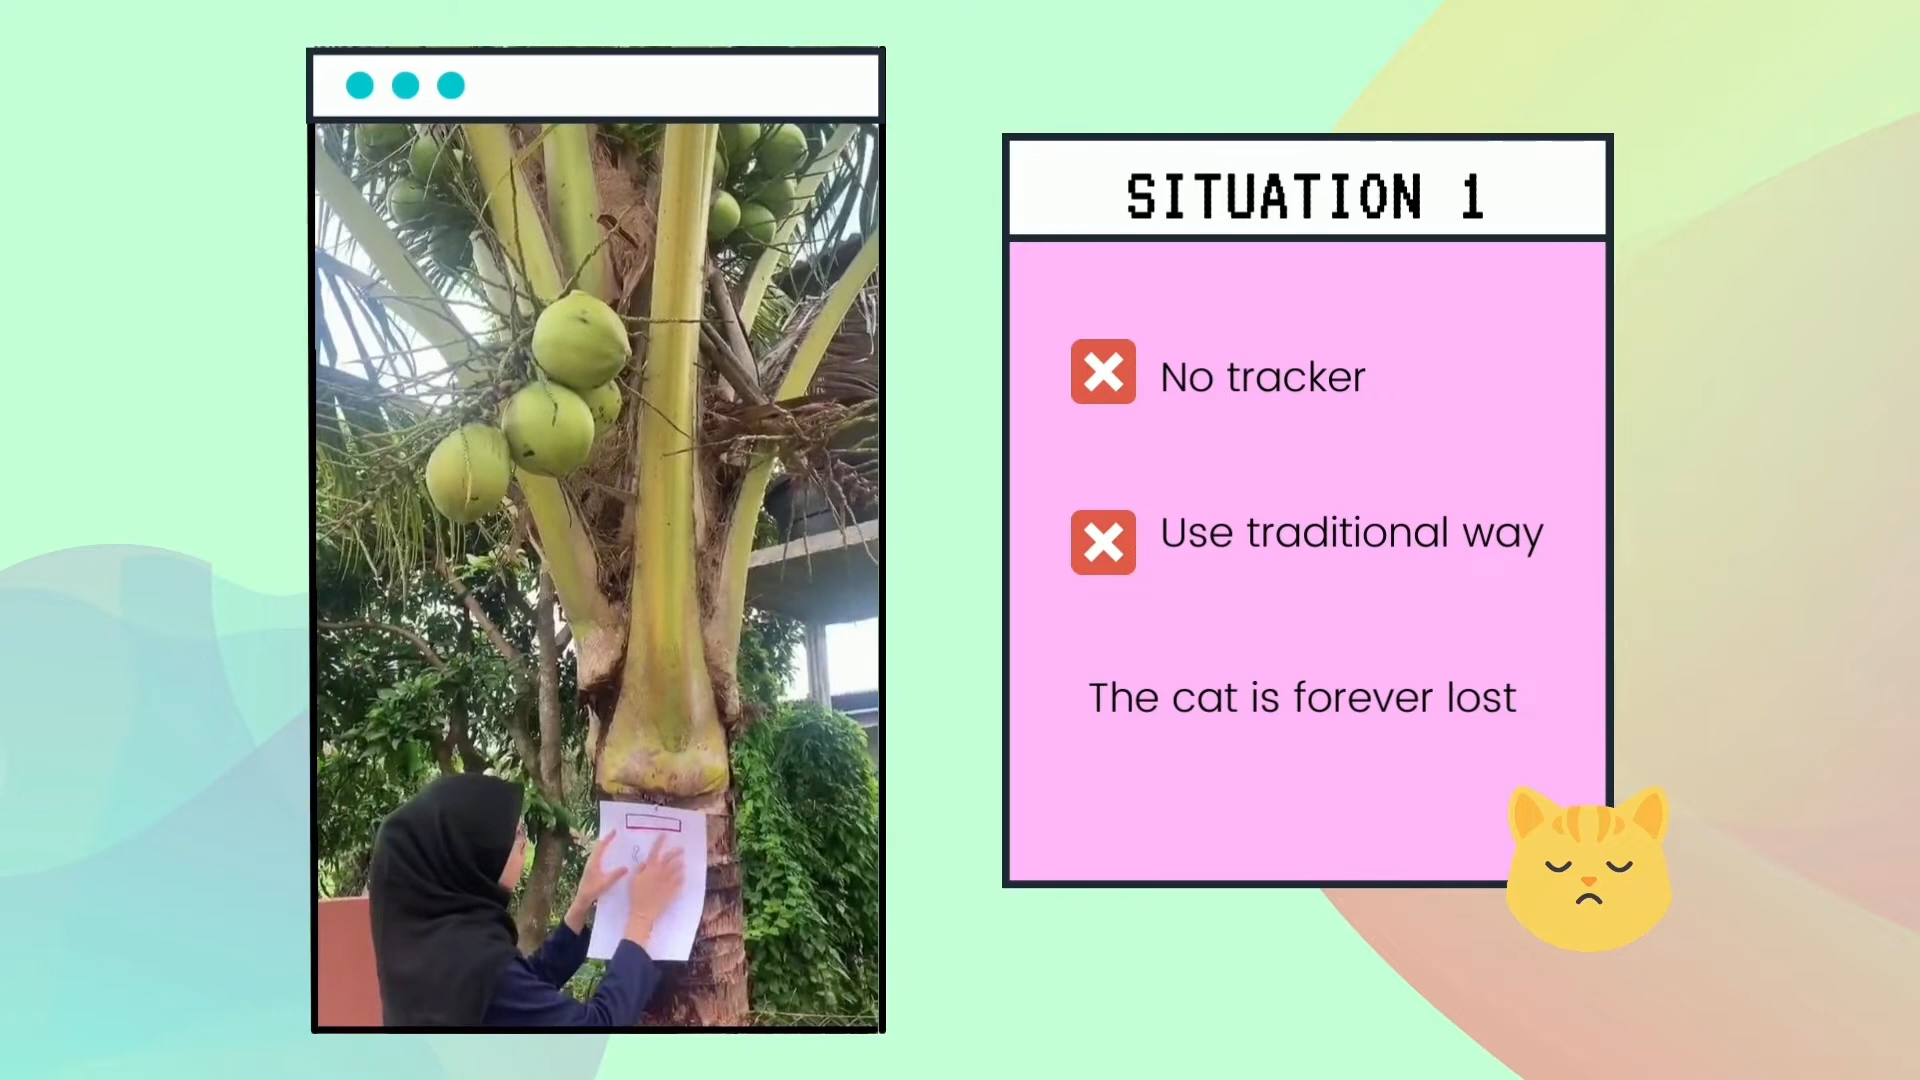 SITUATION 1
No tracker
Use traditional way
The cat is forever lost